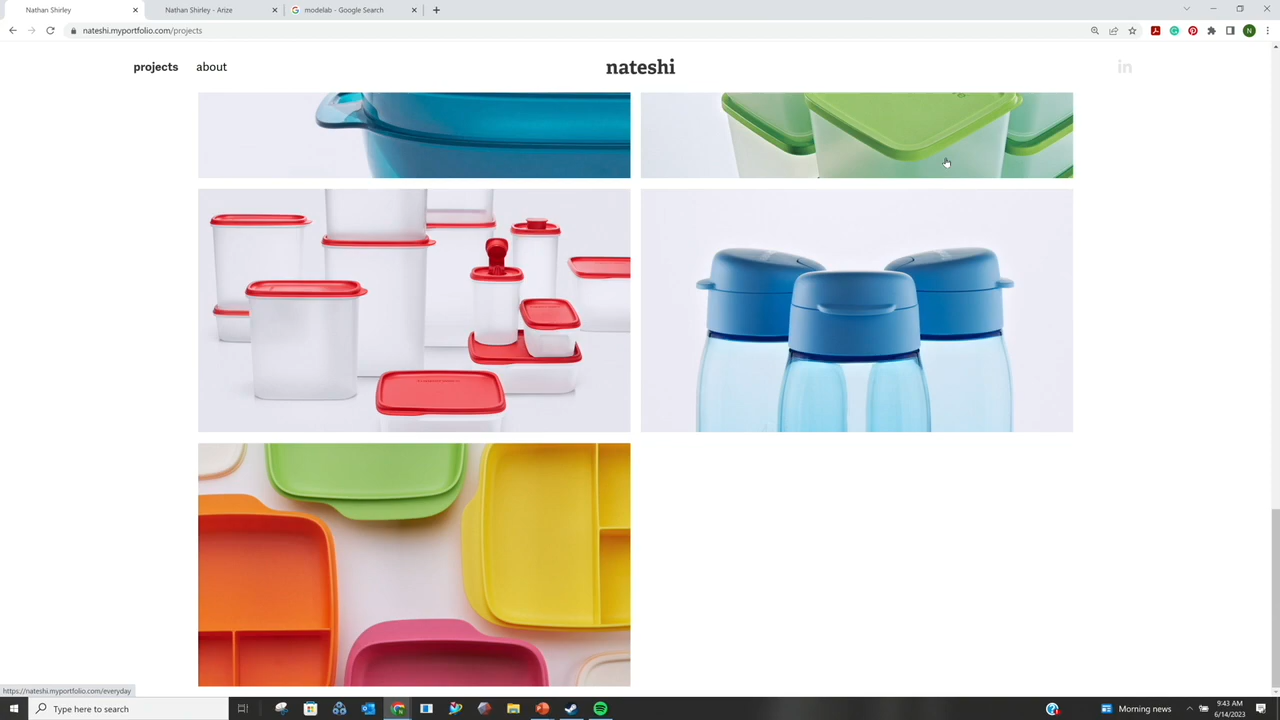 Nathan Shirley
Nathan Shirley - Arize
modelab - Google Search
nateshi.myportfolio.com/projects
N
projects
about
nateshi
in
https://nateshi.myportfolio.com/everyday
Type here to search
Morning news
9:43 AM
6/14/2023